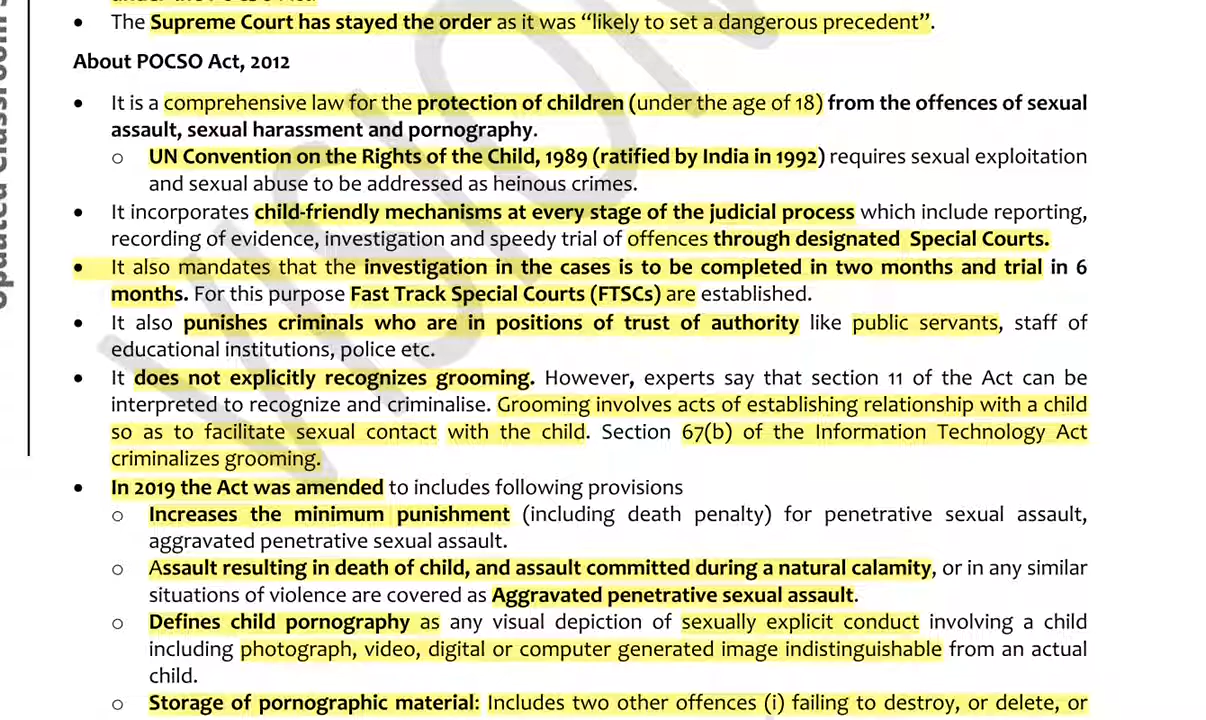 The Supreme Court has stayed the order as it was “likely to set a dangerous precedent”.
About POCSO Act, 2012
It is a comprehensive law for the protection of children (under the age of 18) from the offences of sexual
assault, sexual harassment and pornography.
UN Convention on the Rights of the Child, 1989 (ratified by India in 1992) requires sexual exploitation
and sexual abuse to be addressed as heinous crimes.
It incorporates child-friendly mechanisms at every stage of the judicial process which include reporting,
recording of evidence, investigation and speedy trial of offences through designated Special Courts.
It also mandates that the investigation in the cases is to be completed in two months and trial in 6
months. For this purpose Fast Track Special Courts (FTSCs) are established.
It also punishes criminals who are in positions of trust of authority like public servants, staff of
educational institutions, police etc.
It does not explicitly recognizes grooming. However, experts say that section 11 of the Act can be
interpreted to recognize and criminalise. Grooming involves acts of establishing relationship with a child
so as to facilitate sexual contact with the child. Section 67(b) of the Information Technology Act
criminalizes grooming.
In 2019 the Act was amended to includes following provisions
Increases the minimum punishment (including death penalty) for penetrative sexual assault,
aggravated penetrative sexual assault.
Assault resulting in death of child, and assault committed during a natural calamity, or in any similar
situations of violence are covered as Aggravated penetrative sexual assault.
Defines child pornography as any visual depiction of sexually explicit conduct involving a child
including photograph, video, digital or computer generated image indistinguishable from an actual
child.
Storage of pornographic material: Includes two other offences (i) failing to destroy, or delete, or
VISION